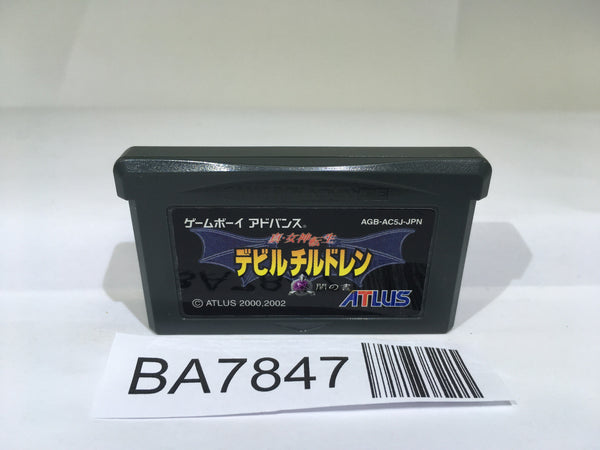 ゲームボーイ アドバンス®
AGB-AC5J-JPN
真・女神転生
デビルチルドレン
闇の書
© ATLUS 2000,2002
ATLUS
BA7847